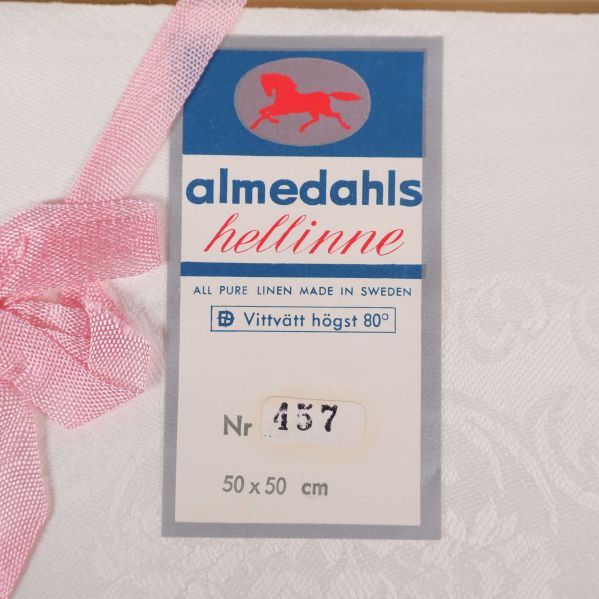 almedahls
hellinne
ALL PURE LINEN MADE IN SWEDEN
Vittvätt högst 80°
Nr 457
50 x 50 cm